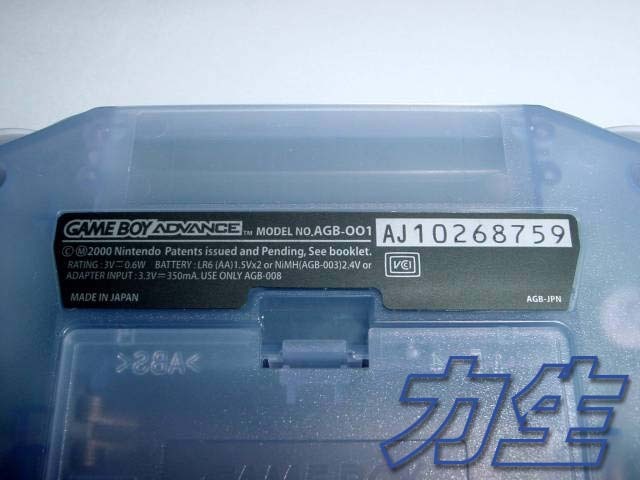 GAME BOY ADVANCE™ MODEL NO.AGB-001 AJ10268759
©Ⓜ2000 Nintendo Patents issued and Pending, See booklet.
RATING : 3V⎓0.6W BATTERY : LR6 (AA)1.5Vx2 or NiMH(AGB-003)2.4V or
ADAPTER INPUT : 3.3V⎓350mA. USE ONLY AGB-008
VCI
MADE IN JAPAN
AGB-JPN
>ABS<
力生